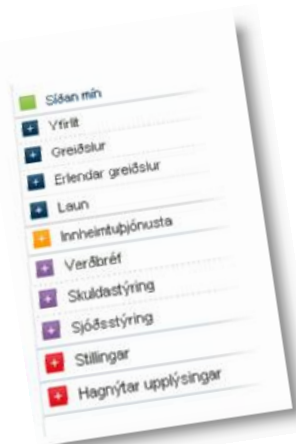 Síðan mín
Yfirlit
Greiðslur
Erlendar greiðslur
Laun
Innheimtuþjónusta
Verðbréf
Skuldastýring
Sjóðsstýring
Stillingar
Hagnýtar upplýsingar